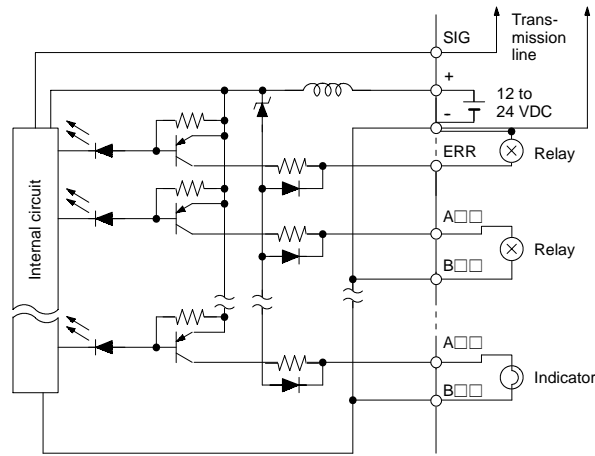 SIG
Trans-
mission
line
+
12 to
24 VDC
-
ERR
Relay
A□□
Relay
B□□
Internal circuit
A□□
Indicator
B□□